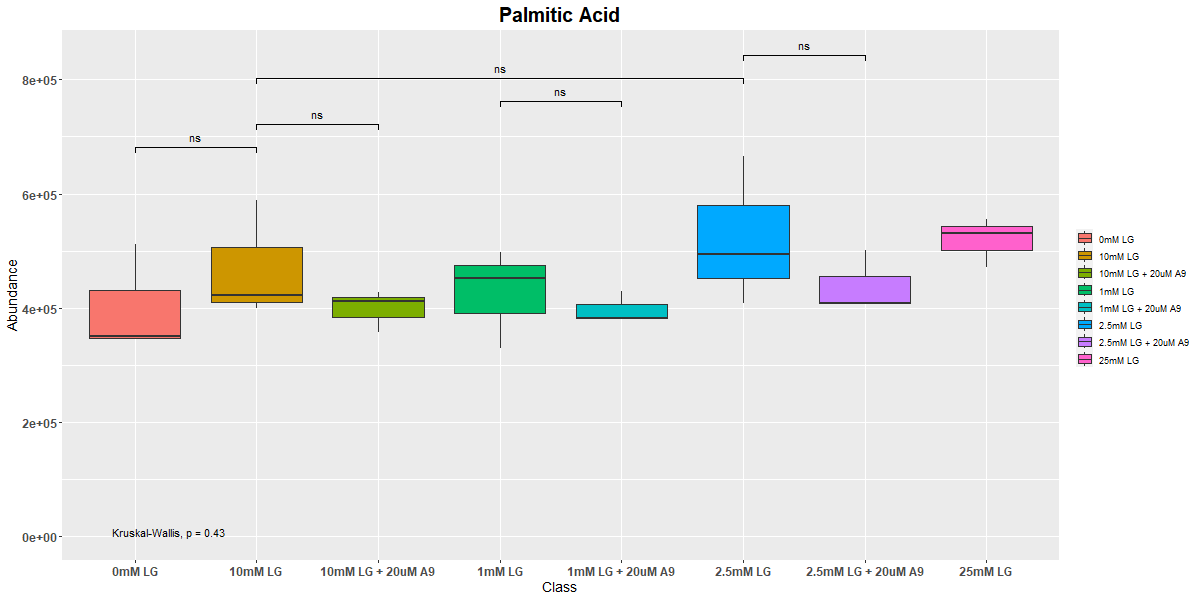 Palmitic Acid
ns
ns
ns
ns
ns
8e+05
6e+05
4e+05
2e+05
0e+00
Abundance
Kruskal-Wallis, p = 0.43
0mM LG
10mM LG
10mM LG + 20uM A9
1mM LG
1mM LG + 20uM A9
2.5mM LG
2.5mM LG + 20uM A9
25mM LG
Class
0mM LG
10mM LG
10mM LG + 20uM A9
1mM LG
1mM LG + 20uM A9
2.5mM LG
2.5mM LG + 20uM A9
25mM LG